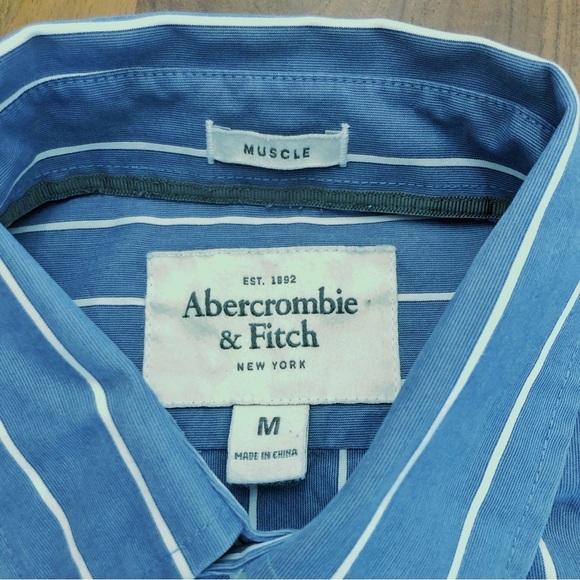 MUSCLE
EST. 1892
Abercrombie
& Fitch
NEW YORK
M
MADE IN CHINA